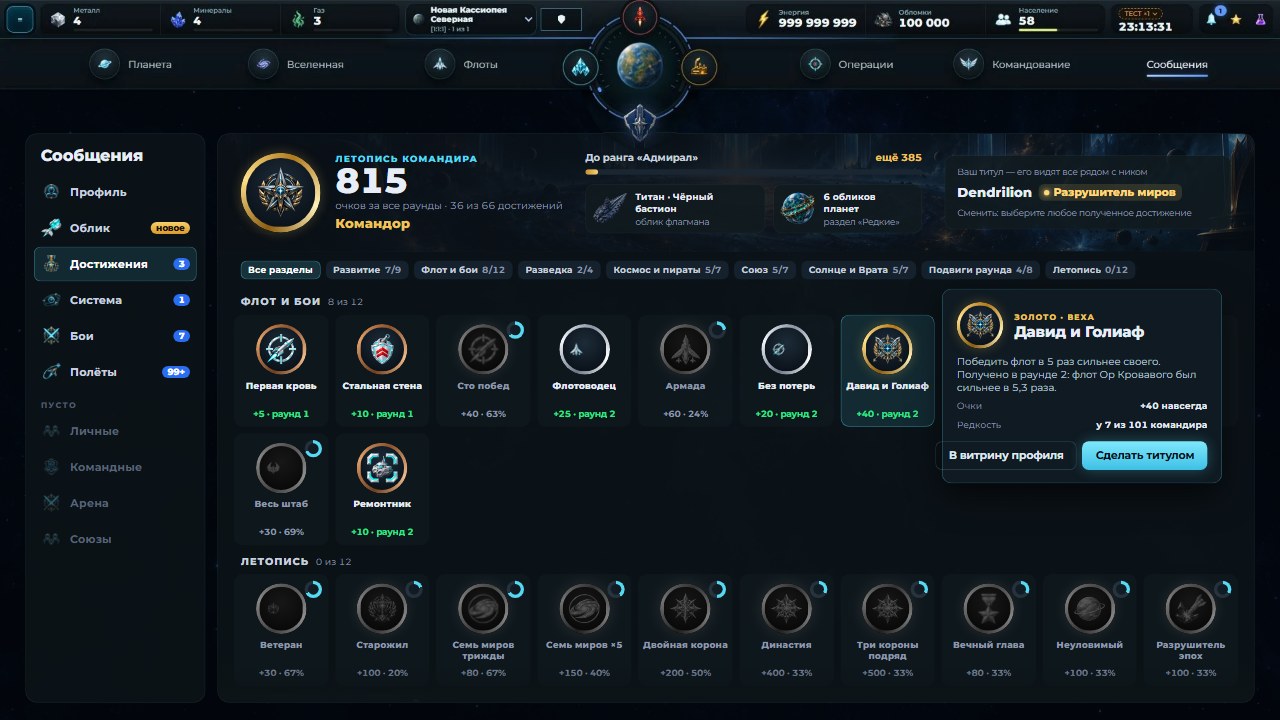 Металл
4
Минералы
4
Газ
3
Новая Кассиопея
Северная
[1:1:1] · 1 из 1
Энергия
999 999 999
Обломки
100 000
Население
58
ТЕСТ ×1
23:13:31
1
Планета
Вселенная
Флоты
Операции
Командование
Сообщения
Сообщения
Профиль
Облик
новое
Достижения
3
Система
1
Бои
7
Полёты
99+
ПУСТО
Личные
Командные
Арена
Союзы
ЛЕТОПИСЬ КОМАНДИРА
815
очков за все раунды · 36 из 66 достижений
Командор
До ранга «Адмирал»
ещё 385
Титан · Чёрный
бастион
облик флагмана
6 обликов
планет
раздел «Редкие»
Ваш титул — его видят все рядом с ником
Dendrilion
Разрушитель миров
Сменить: выберите любое полученное достижение
Все разделы
Развитие 7/9
Флот и бои 8/12
Разведка 2/4
Космос и пираты 5/7
Союз 5/7
Солнце и Врата 5/7
Подвиги раунда 4/8
Летопись 0/12
ФЛОТ И БОИ 8 из 12
Первая кровь
+5 · раунд 1
Стальная стена
+10 · раунд 1
Сто побед
+40 · 63%
Флотоводец
+25 · раунд 2
Армада
+60 · 24%
Без потерь
+20 · раунд 2
Давид и Голиаф
+40 · раунд 2
ЗОЛОТО · ВЕХА
Давид и Голиаф
Победить флот в 5 раз сильнее своего.
Получено в раунде 2: флот Ор Кровавого был
сильнее в 5,3 раза.
Очки
+40 навсегда
Редкость
у 7 из 101 командира
В витрину профиля
Сделать титулом
Весь штаб
+30 · 69%
Ремонтник
+10 · раунд 2
ЛЕТОПИСЬ 0 из 12
Ветеран
+30 · 67%
Старожил
+100 · 20%
Семь миров
трижды
+80 · 67%
Семь миров ×5
+150 · 40%
Двойная корона
+200 · 50%
Династия
+400 · 33%
Три короны
подряд
+500 · 33%
Вечный глава
+80 · 33%
Неуловимый
+100 · 33%
Разрушитель
эпох
+100 · 33%